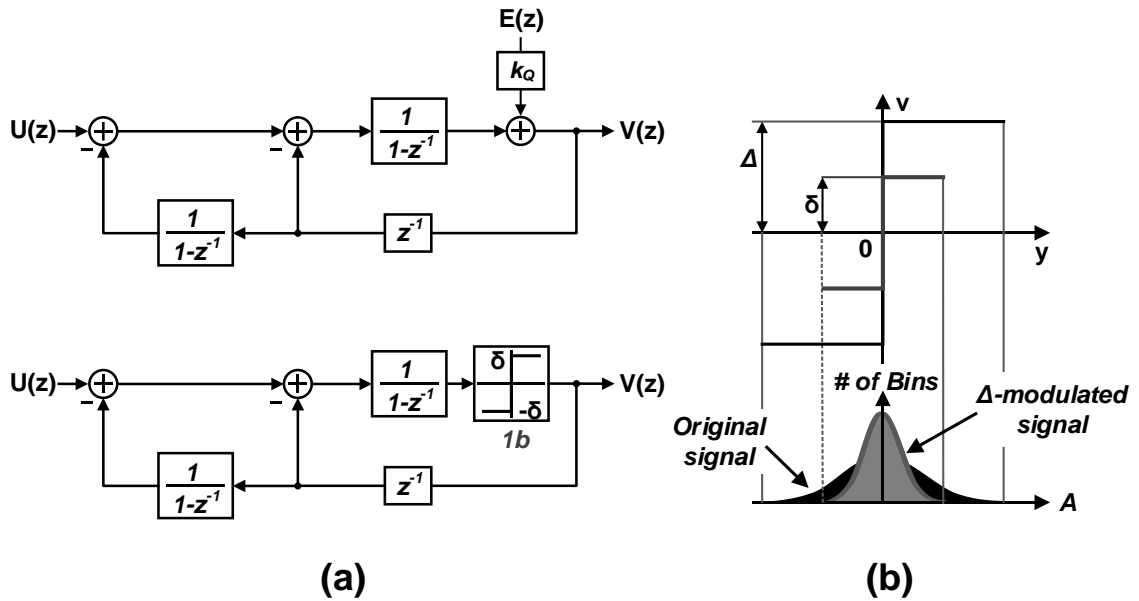 E(z)
kQ
U(z)
+
−
+
−
1
1-z-1
+
V(z)
1
1-z-1
z-1
U(z)
+
−
+
−
1
1-z-1
δ
-δ
1b
V(z)
1
1-z-1
z-1
(a)
v
Δ
δ
0
y
# of Bins
Original
signal
Δ-modulated
signal
A
(b)